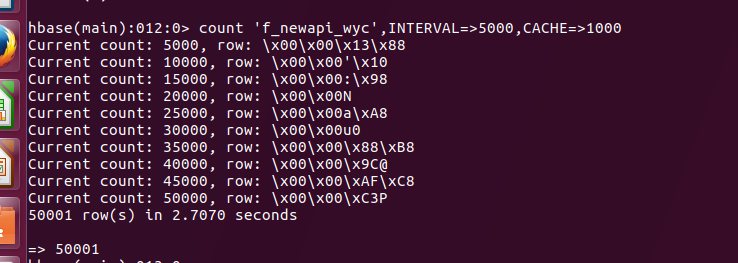 hbase(main):012:0> count 'f_newapi_wyc',INTERVAL=>5000,CACHE=>1000
Current count: 5000, row: \x00\x00\x13\x88
Current count: 10000, row: \x00\x00'\x10
Current count: 15000, row: \x00\x00:\x98
Current count: 20000, row: \x00\x00N
Current count: 25000, row: \x00\x00a\xA8
Current count: 30000, row: \x00\x00u0
Current count: 35000, row: \x00\x00\x88\xB8
Current count: 40000, row: \x00\x00\x9C@
Current count: 45000, row: \x00\x00\xAF\xC8
Current count: 50000, row: \x00\x00\xC3P
50001 row(s) in 2.7070 seconds
=> 50001